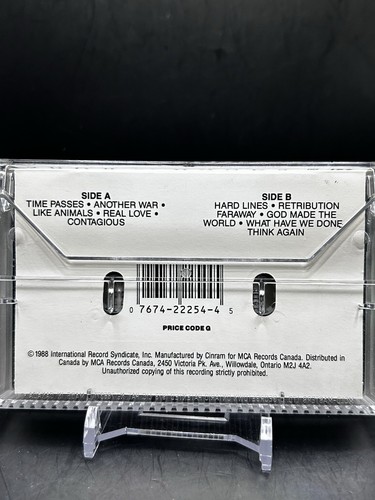 SIDE A
TIME PASSES • ANOTHER WAR •
LIKE ANIMALS • REAL LOVE •
CONTAGIOUS
SIDE B
HARD LINES • RETRIBUTION
FARAWAY • GOD MADE THE
WORLD • WHAT HAVE WE DONE
THINK AGAIN
0 7674-22254-4 5
PRICE CODE G
© 1988 International Record Syndicate, Inc. Manufactured by Cinram for MCA Records Canada. Distributed in
Canada by MCA Records Canada, 2450 Victoria Pk. Ave., Willowdale, Ontario M2J 4A2.
Unauthorized copying of this recording strictly prohibited.